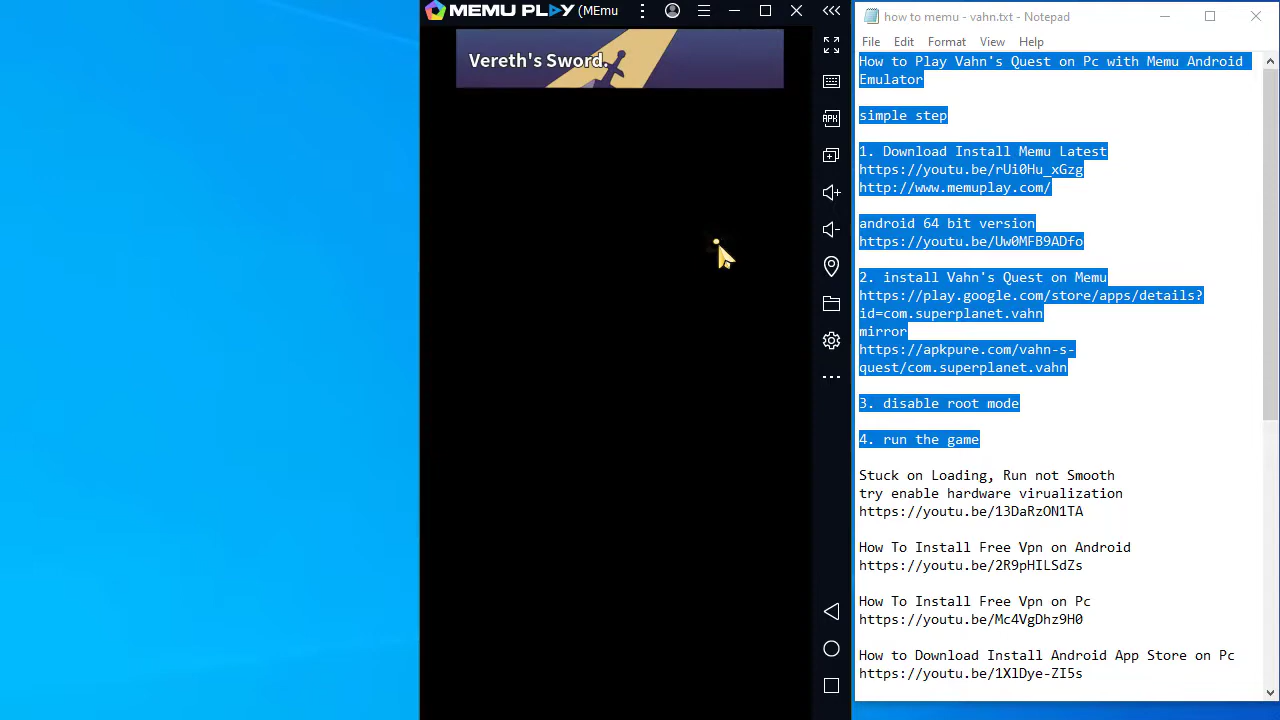 MEMU PLAY (MEmu
Vereth's Sword.
APK
how to memu - vahn.txt - Notepad
File Edit Format View Help
How to Play Vahn's Quest on Pc with Memu Android
Emulator
simple step
1. Download Install Memu Latest
https://youtu.be/rUi0Hu_xGzg
http://www.memuplay.com/
android 64 bit version
https://youtu.be/Uw0MFB9ADfo
2. install Vahn's Quest on Memu
https://play.google.com/store/apps/details?
id=com.superplanet.vahn
mirror
https://apkpure.com/vahn-s-
quest/com.superplanet.vahn
3. disable root mode
4. run the game
Stuck on Loading, Run not Smooth
try enable hardware virualization
https://youtu.be/13DaRzON1TA
How To Install Free Vpn on Android
https://youtu.be/2R9pHILSdZs
How To Install Free Vpn on Pc
https://youtu.be/Mc4VgDhz9H0
How to Download Install Android App Store on Pc
https://youtu.be/1XlDye-ZI5s